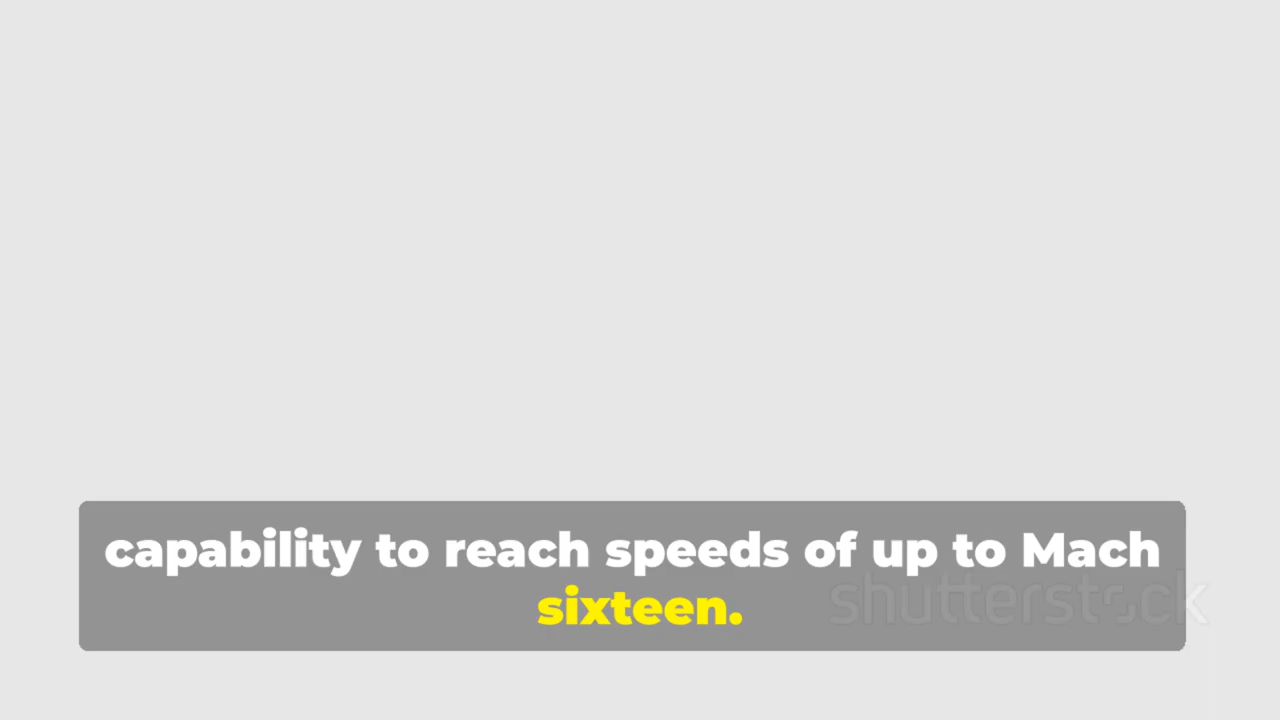 capability to reach speeds of up to Mach
sixteen.
shutterstock